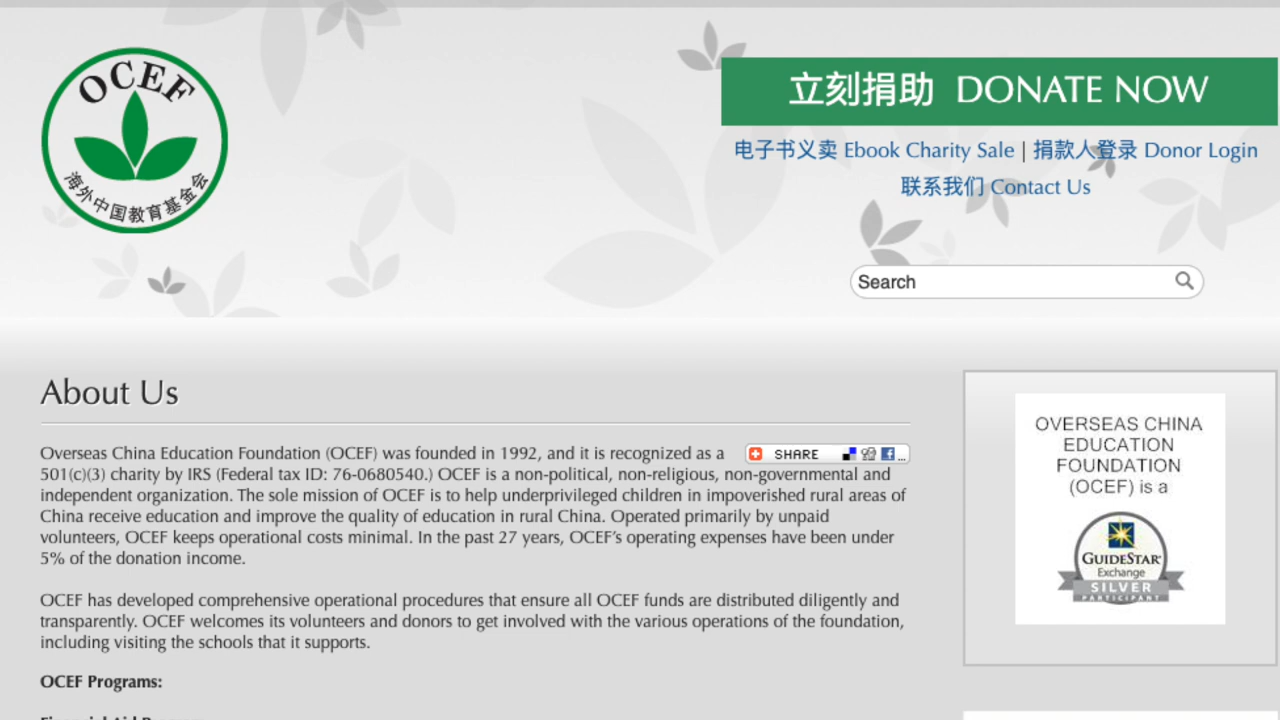 OCEF
海外中国教育基金会
立刻捐助 DONATE NOW
电子书义卖 Ebook Charity Sale | 捐款人登录 Donor Login
联系我们 Contact Us
Search
About Us
Overseas China Education Foundation (OCEF) was founded in 1992, and it is recognized as a
SHARE ...
501(c)(3) charity by IRS (Federal tax ID: 76-0680540.) OCEF is a non-political, non-religious, non-governmental and
independent organization. The sole mission of OCEF is to help underprivileged children in impoverished rural areas of
China receive education and improve the quality of education in rural China. Operated primarily by unpaid
volunteers, OCEF keeps operational costs minimal. In the past 27 years, OCEF's operating expenses have been under
5% of the donation income.
OCEF has developed comprehensive operational procedures that ensure all OCEF funds are distributed diligently and
transparently. OCEF welcomes its volunteers and donors to get involved with the various operations of the foundation,
including visiting the schools that it supports.
OCEF Programs:
OVERSEAS CHINA
EDUCATION
FOUNDATION
(OCEF) is a
GUIDESTAR
Exchange
SILVER
PARTICIPANT